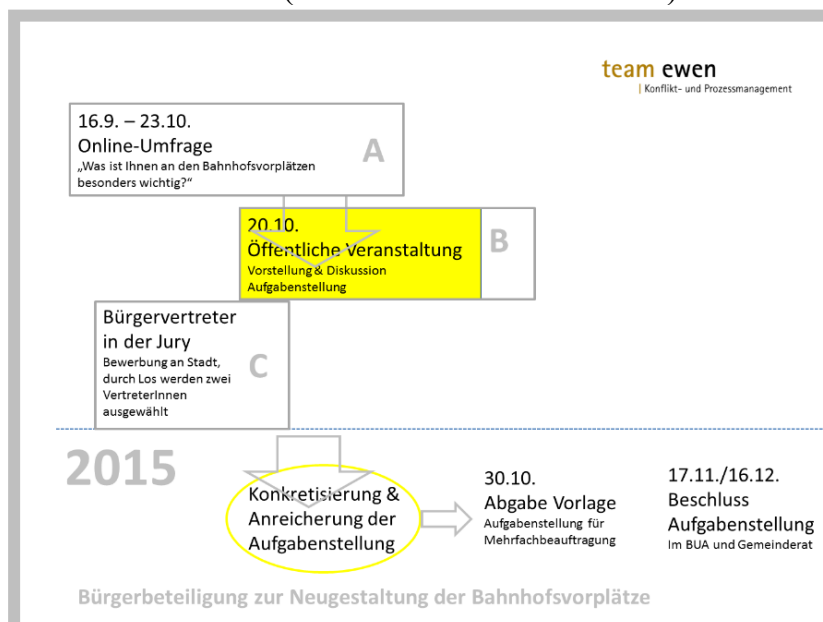 team ewen
| Konflikt- und Prozessmanagement
16.9. – 23.10.
Online-Umfrage
„Was ist Ihnen an den Bahnhofsvorplätzen
besonders wichtig?“
A
20.10.
Öffentliche Veranstaltung
Vorstellung & Diskussion
Aufgabenstellung
B
Bürgervertreter
in der Jury
Bewerbung an Stadt,
durch Los werden zwei
VertreterInnen
ausgewählt
C
2015
Konkretisierung &
Anreicherung der
Aufgabenstellung
30.10.
Abgabe Vorlage
Aufgabenstellung für
Mehrfachbeauftragung
17.11./16.12.
Beschluss
Aufgabenstellung
Im BUA und Gemeinderat
Bürgerbeteiligung zur Neugestaltung der Bahnhofsvorplätze